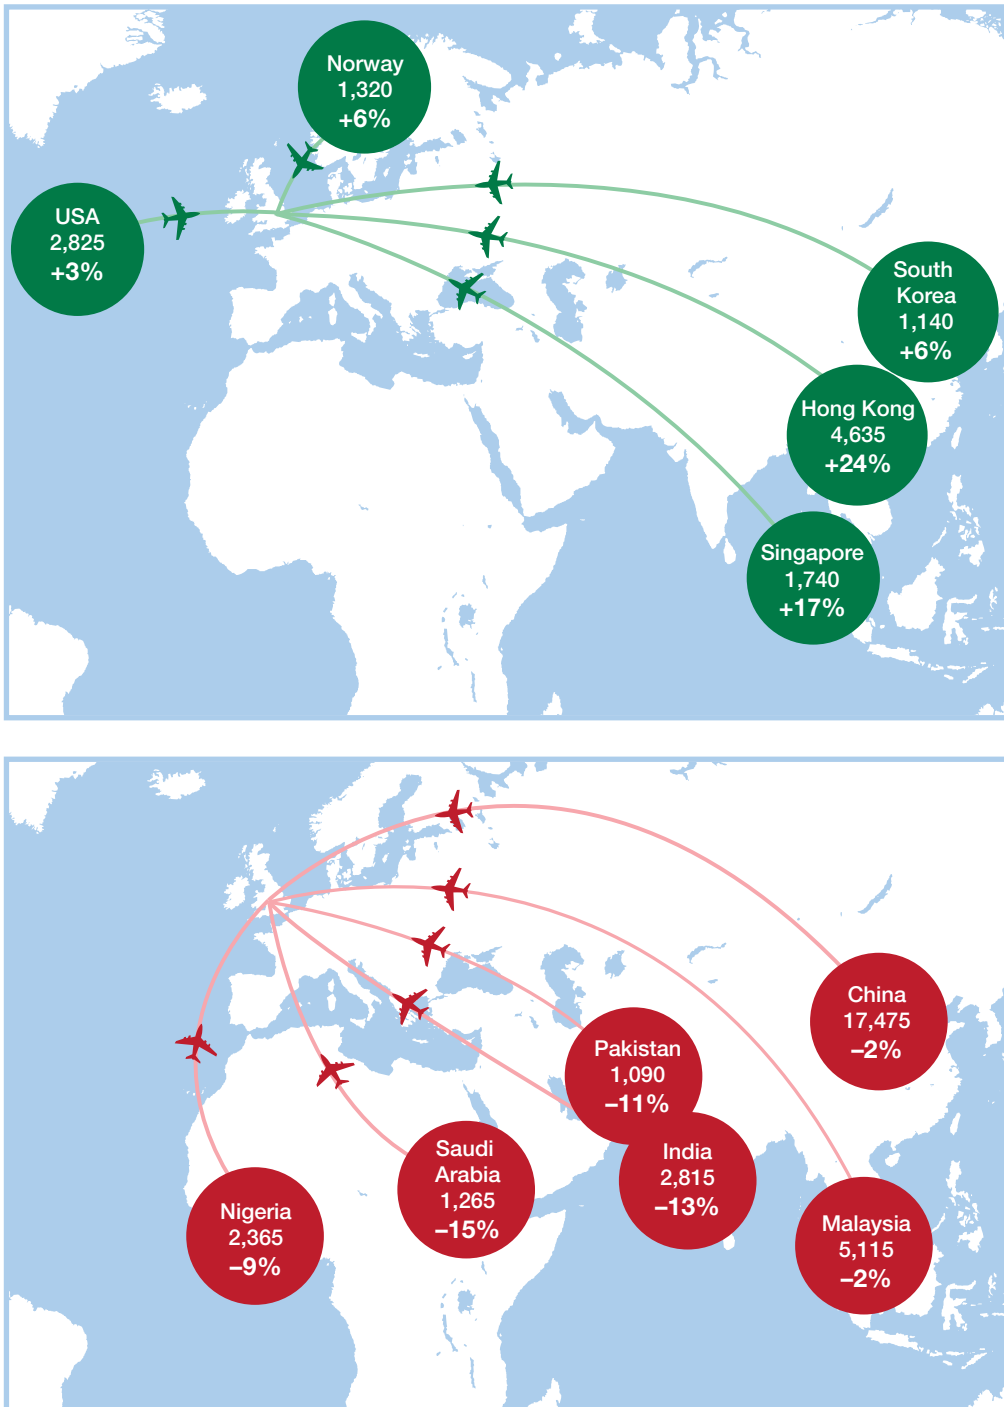 Norway
1,320
+6%
USA
2,825
+3%
South
Korea
1,140
+6%
Hong Kong
4,635
+24%
Singapore
1,740
+17%
China
17,475
–2%
Pakistan
1,090
–11%
India
2,815
–13%
Saudi
Arabia
1,265
–15%
Nigeria
2,365
–9%
Malaysia
5,115
–2%